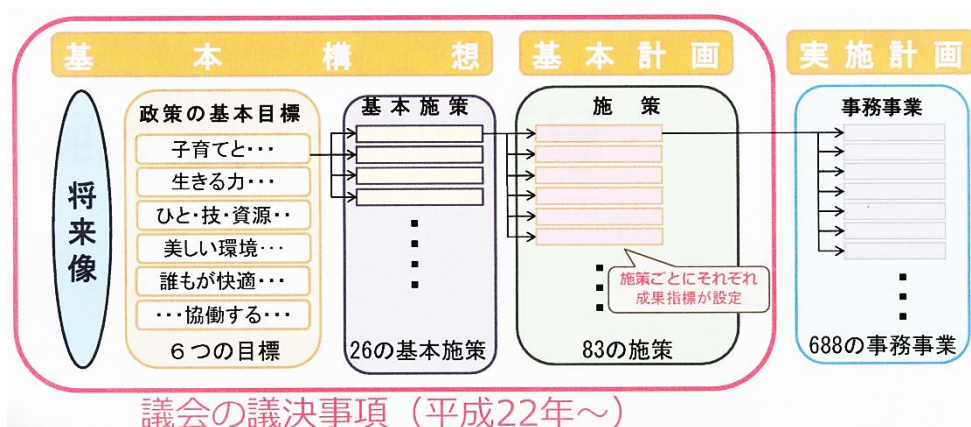 基本構想
基本計画
実施計画
将来像
政策の基本目標
子育てと・・・
生きる力・・・
ひと・技・資源・・
美しい環境・・・
誰もが快適・・・
・・・協働する・・・
6つの目標
基本施策
26の基本施策
施策
施策ごとにそれぞれ
成果指標が設定
83の施策
事務事業
688の事務事業
議会の議決事項（平成22年～）